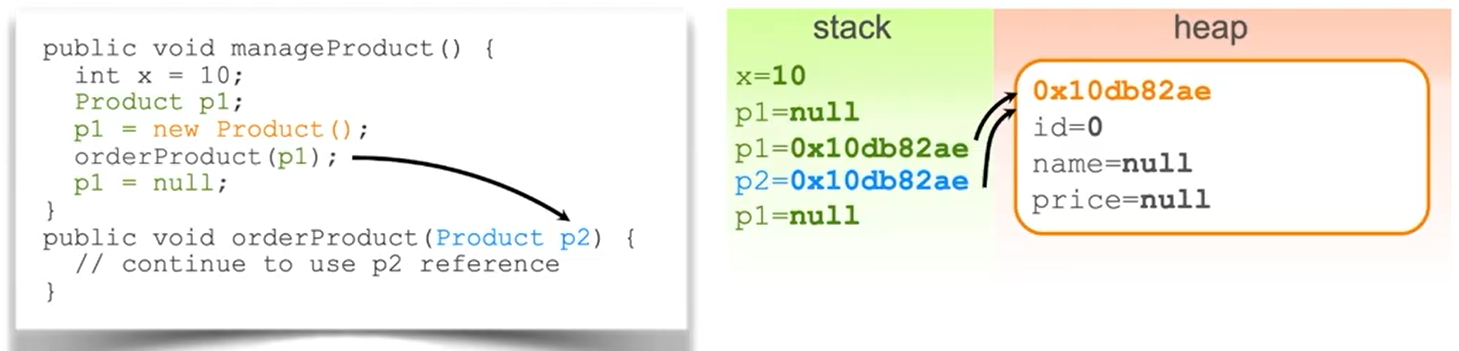 public void manageProduct() {
int x = 10;
Product p1;
p1 = new Product();
orderProduct(p1);
p1 = null;
}
public void orderProduct(Product p2) {
// continue to use p2 reference
}
stack
x=10
p1=null
p1=0x10db82ae
p2=0x10db82ae
p1=null
heap
0x10db82ae
id=0
name=null
price=null